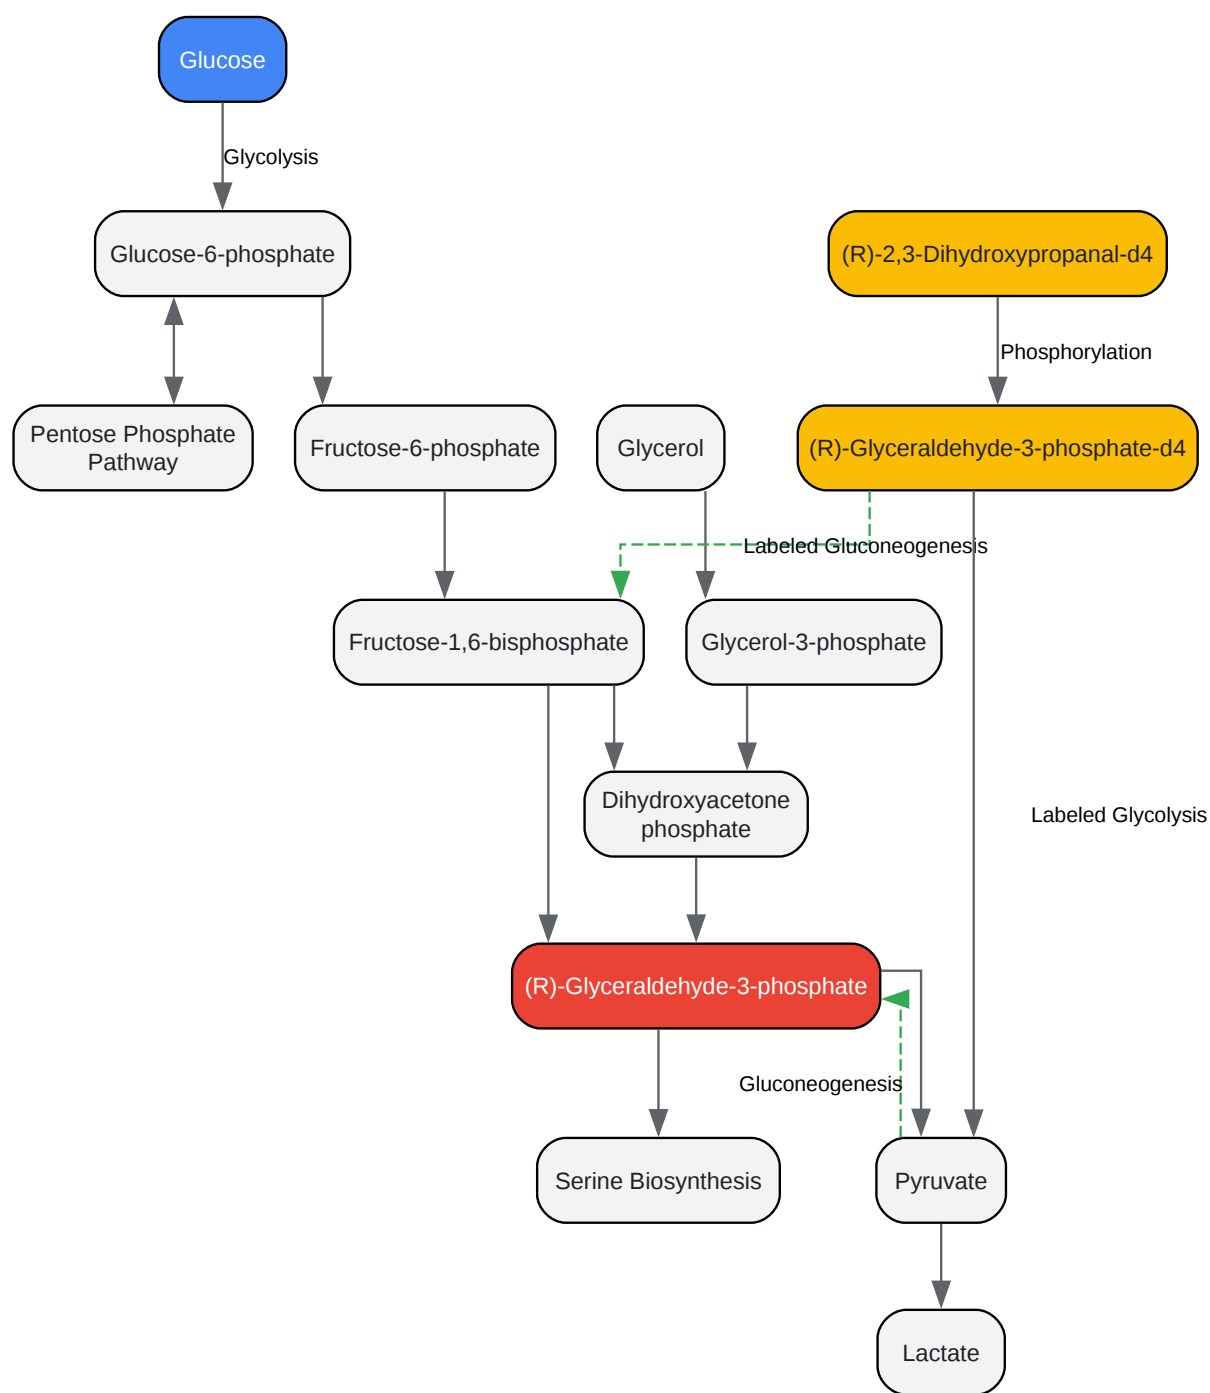 Glucose
Glycolysis
Glucose-6-phosphate
(R)-2,3-Dihydroxypropanal-d4
Phosphorylation
Pentose Phosphate
Pathway
Fructose-6-phosphate
Glycerol
(R)-Glyceraldehyde-3-phosphate-d4
Labeled Gluconeogenesis
Fructose-1,6-bisphosphate
Glycerol-3-phosphate
Dihydroxyacetone
phosphate
Labeled Glycolysis
(R)-Glyceraldehyde-3-phosphate
Gluconeogenesis
Serine Biosynthesis
Pyruvate
Lactate